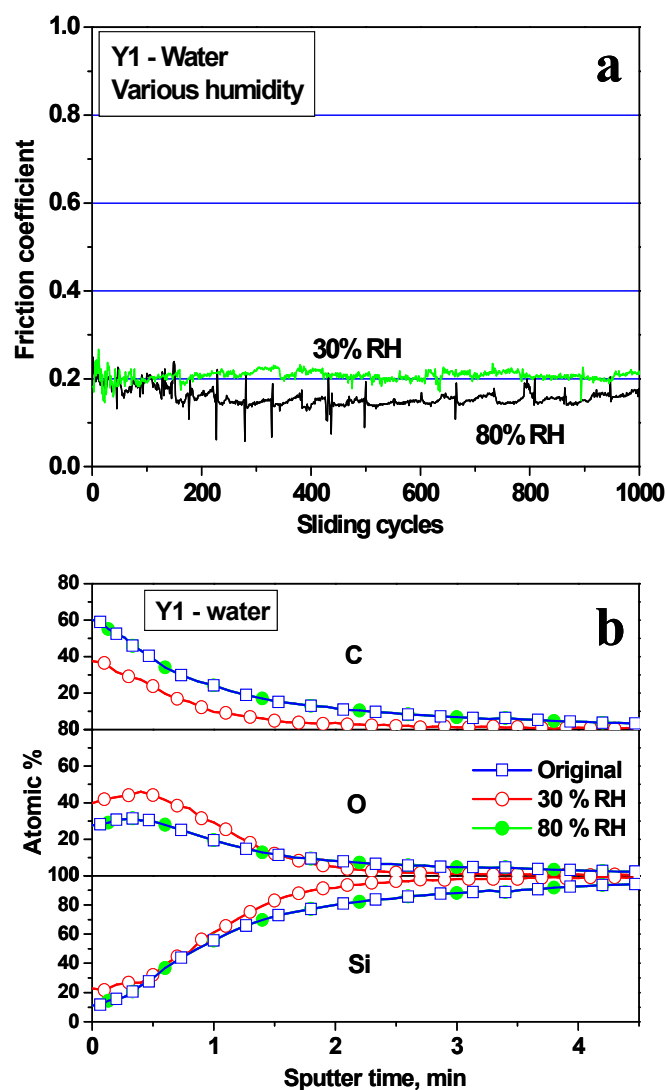 1.0
Y1 - Water
Various humidity
a
0.8
0.6
0.4
0.2
0.0
Friction coefficient
30% RH
80% RH
0 200 400 600 800 1000
Sliding cycles
80
Y1 - water
b
60
40
20
C
80
60
40
20
O
Original
30 % RH
80 % RH
Atomic %
100
80
60
40
20
0
Si
0 1 2 3 4
Sputter time, min